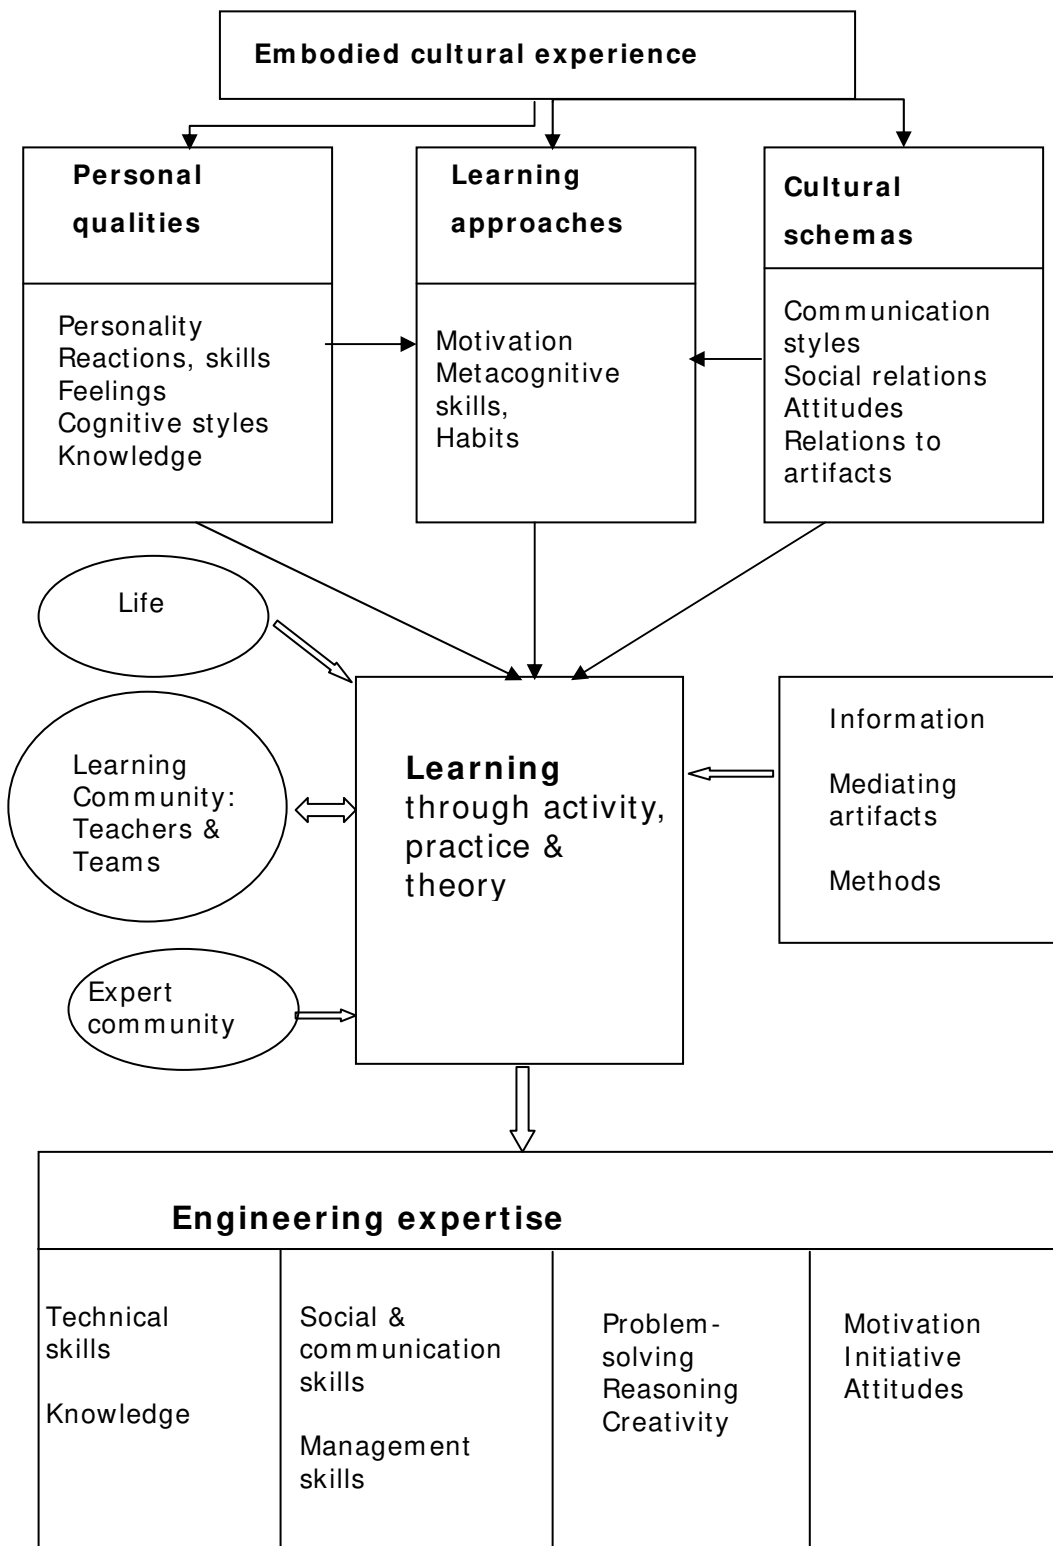 Embodied cultural experience
Personal
qualities
Personality
Reactions, skills
Feelings
Cognitive styles
Knowledge
Learning
approaches
Motivation
Metacognitive
skills,
Habits
Cultural
schemas
Communication
styles
Social relations
Attitudes
Relations to
artifacts
Life
Learning
Community:
Teachers &
Teams
Expert
community
Learning
through activity,
practice &
theory
Information
Mediating
artifacts
Methods
Engineering expertise
Technical
skills
Knowledge
Social &
communication
skills
Management
skills
Problem-
solving
Reasoning
Creativity
Motivation
Initiative
Attitudes